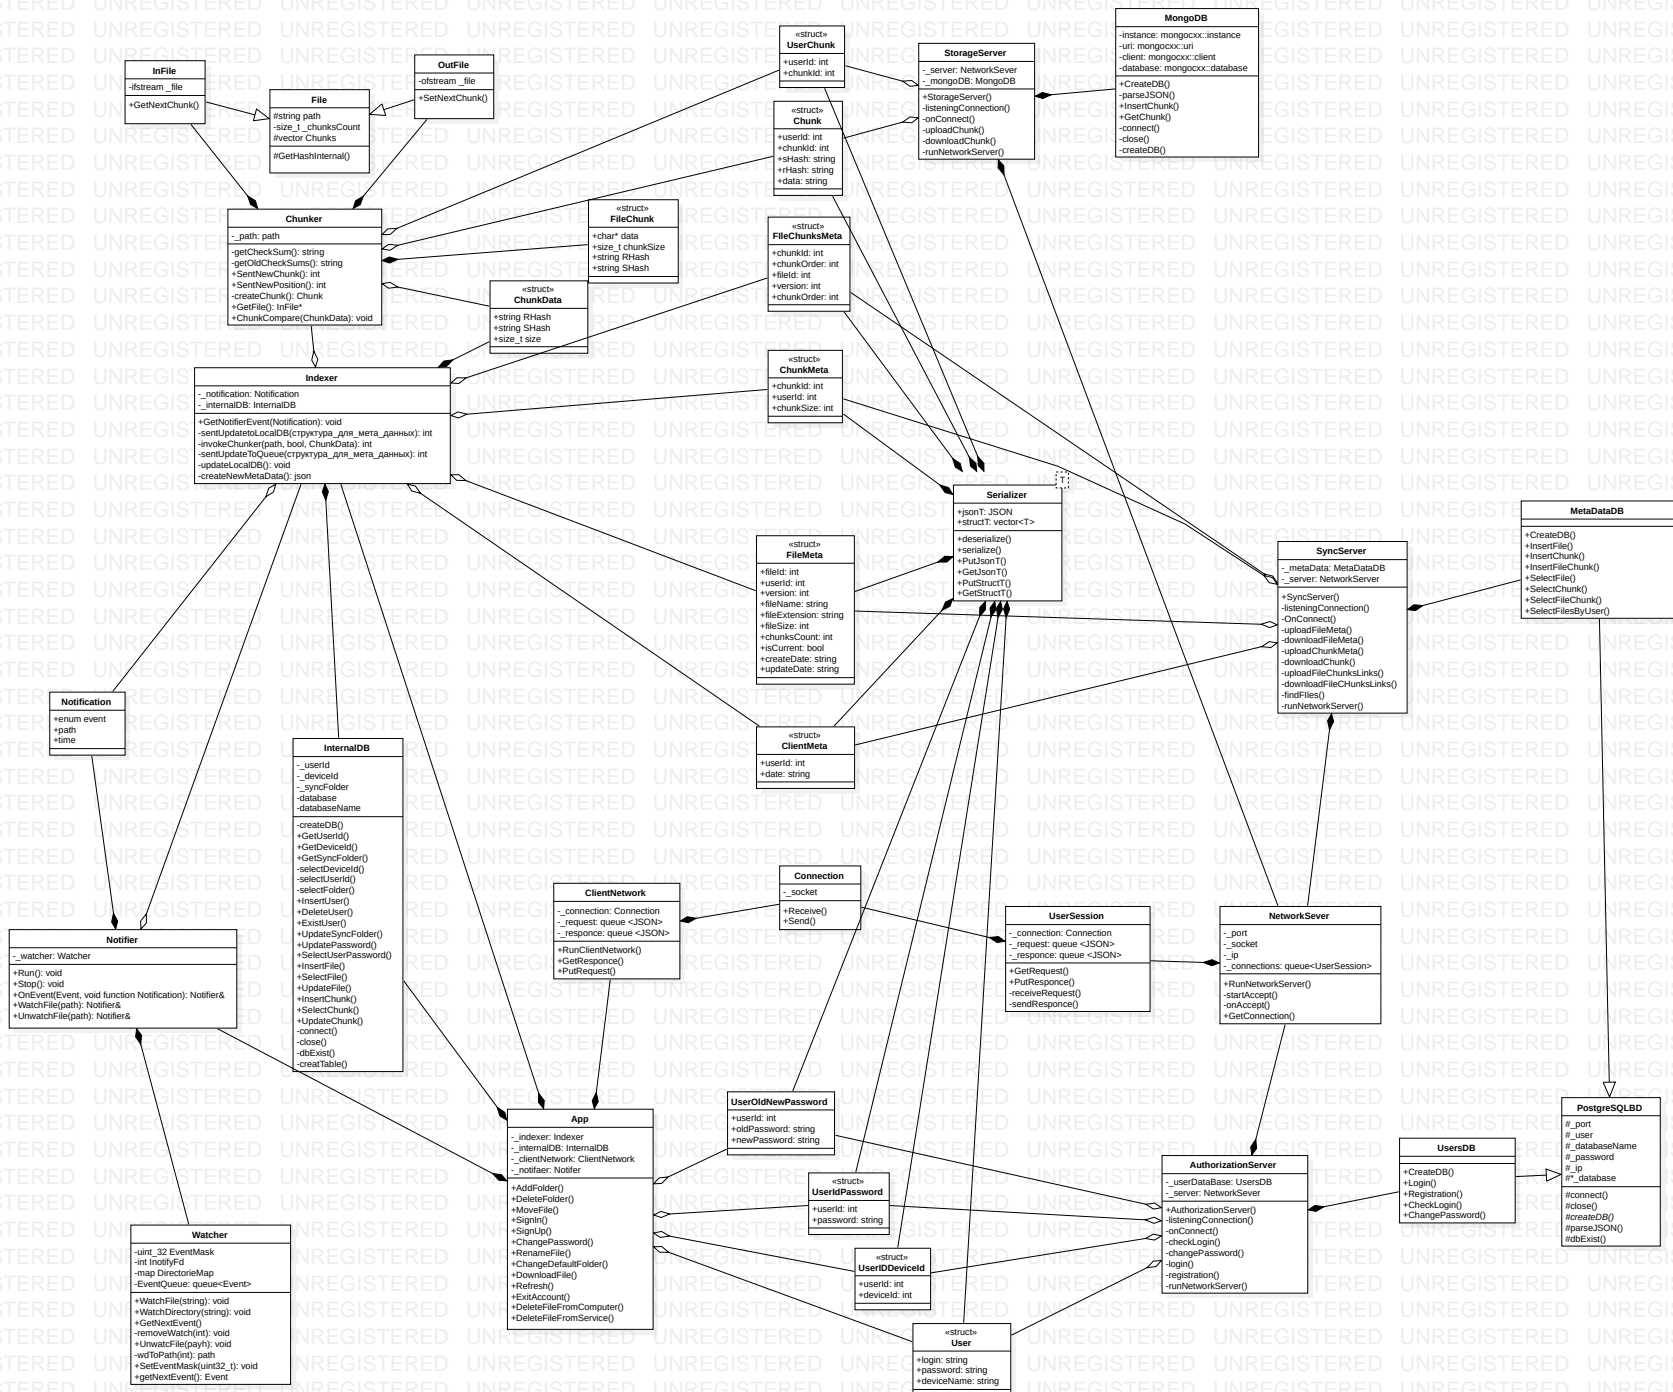 InFile
-ifstream _file
+GetNextChunk()
OutFile
-ofstream _file
+SetNextChunk()
File
#string path
-size_t _chunksCount
#vector Chunks
#GetHashInternal()
«struct»
UserChunk
+userId: int
+chunkId: int
StorageServer
-_server: NetworkSever
-_mongoDB: MongoDB
+StorageServer()
-listeningConnection()
-onConnect()
-uploadChunk()
-downloadChunk()
-runNetworkServer()
MongoDB
-instance: mongocxx::instance
-uri: mongocxx::uri
-client: mongocxx::client
-database: mongocxx::database
+CreateDB()
-parseJSON()
+InsertChunk()
+GetChunk()
-connect()
-close()
-createDB()
«struct»
Chunk
+userId: int
+chunkId: int
+sHash: string
+rHash: string
+data: string
Chunker
-_path: path
-getCheckSum(): string
-getOldCheckSums(): string
+SentNewChunk(): int
+SentNewPosition(): int
-createChunk(): Chunk
+GetFile(): InFile*
+ChunkCompare(ChunkData): void
«struct»
FileChunk
+char* data
+size_t chunkSize
+string RHash
+string SHash
«struct»
FIleChunksMeta
+chunkId: int
+chunkOrder: int
+fileId: int
+version: int
+chunkOrder: int
«struct»
ChunkData
+string RHash
+string SHash
+size_t size
Indexer
-_notification: Notification
-_internalDB: InternalDB
+GetNotifierEvent(Notification): void
-sentUpdatetoLocalDB(структура_для_мета_данных): int
-invokeChunker(path, bool, ChunkData): int
-sentUpdateToQueue(структура_для_мета_данных): int
-updateLocalDB(): void
-createNewMetaData(): json
«struct»
ChunkMeta
+chunkId: int
+userId: int
+chunkSize: int
T
Serializer
+jsonT: JSON
+structT: vector<T>
+deserialize()
+serialize()
+PutJsonT()
+GetJsonT()
+PutStructT()
+GetStructT()
«struct»
FileMeta
+fileId: int
+userId: int
+version: int
+fileName: string
+fileExtension: string
+fileSize: int
+chunksCount: int
+isCurrent: bool
+createDate: string
+updateDate: string
SyncServer
-_metaData: MetaDataDB
-_server: NetworkServer
+SyncServer()
-listeningConnection()
-OnConnect()
-uploadFileMeta()
-downloadFileMeta()
-uploadChunkMeta()
-downloadChunk()
-uploadFileChunksLinks()
-downloadFileCHunksLinks()
-findFIles()
-runNetworkServer()
MetaDataDB
+CreateDB()
+InsertFile()
+InsertChunk()
+InsertFileChunk()
+SelectFile()
+SelectChunk()
+SelectFileChunk()
+SelectFilesByUser()
Notification
+enum event
+path
+time
«struct»
ClientMeta
+userId: int
+date: string
InternalDB
-_userId
-_deviceId
-_syncFolder
-database
-databaseName
-createDB()
+GetUserId()
+GetDeviceId()
+GetSyncFolder()
-selectDeviceId()
-selectUserId()
-selectFolder()
+InsertUser()
+DeleteUser()
+ExistUser()
+UpdateSyncFolder()
+UpdatePassword()
+SelectUserPassword()
+InsertFile()
+SelectFile()
+UpdateFile()
+InsertChunk()
+SelectChunk()
+UpdateChunk()
-connect()
-close()
-dbExist()
-creatTable()
ClientNetwork
-_connection: Connection
-_request: queue <JSON>
-_responce: queue <JSON>
+RunClientNetwork()
+GetResponce()
+PutRequest()
Connection
-_socket
+Receive()
+Send()
UserSession
-_connection: Connection
-_request: queue <JSON>
-_responce: queue <JSON>
+GetRequest()
+PutResponce()
-receiveRequest()
-sendResponce()
NetworkSever
-_port
-_socket
-_ip
-_connections: queue<UserSession>
+RunNetworkServer()
-startAccept()
-onAccept()
+GetConnection()
Notifier
-_watcher: Watcher
+Run(): void
+Stop(): void
+OnEvent(Event, void function Notification): Notifier&
+WatchFile(path): Notifier&
+UnwatchFile(path): Notifier&
App
-_indexer: Indexer
-_internalDB: InternalDB
-_clientNetwork: ClientNetwork
-_notifaer: Notifer
+AddFolder()
+DeleteFolder()
+MoveFile()
+SignIn()
+SignUp()
+ChangePassword()
+RenameFile()
+ChangeDefaultFolder()
+DownloadFile()
+Refresh()
+ExitAccount()
+DeleteFileFromComputer()
+DeleteFileFromService()
UserOldNewPassword
+userId: int
+oldPassword: string
+newPassword: string
«struct»
UserIdPassword
+userId: int
+password: string
«struct»
UserIDDeviceId
+userId: int
+deviceId: int
«struct»
User
+login: string
+password: string
+deviceName: string
AuthorizationServer
-_userDataBase: UsersDB
-_server: NetworkSever
+AuthorizationServer()
-listeningConnection()
-onConnect()
-checkLogin()
-changePassword()
-login()
-registration()
-runNetworkServer()
UsersDB
+CreateDB()
+Login()
+Registration()
+CheckLogin()
+ChangePassword()
PostgreSQLBD
#_port
#_user
#_databaseName
#_password
#_ip
#*_database
#connect()
#close()
#createDB()
#parseJSON()
#dbExist()
Watcher
-uint_32 EventMask
-int InotifyFd
-map DirectorieMap
-EventQueue: queue<Event>
+WatchFile(string): void
+WatchDirectory(string): void
+GetNextEvent()
-removeWatch(int): void
+UnwatcFile(payh): void
-wdToPath(int): path
+SetEventMask(uint32_t): void
+getNextEvent(): Event